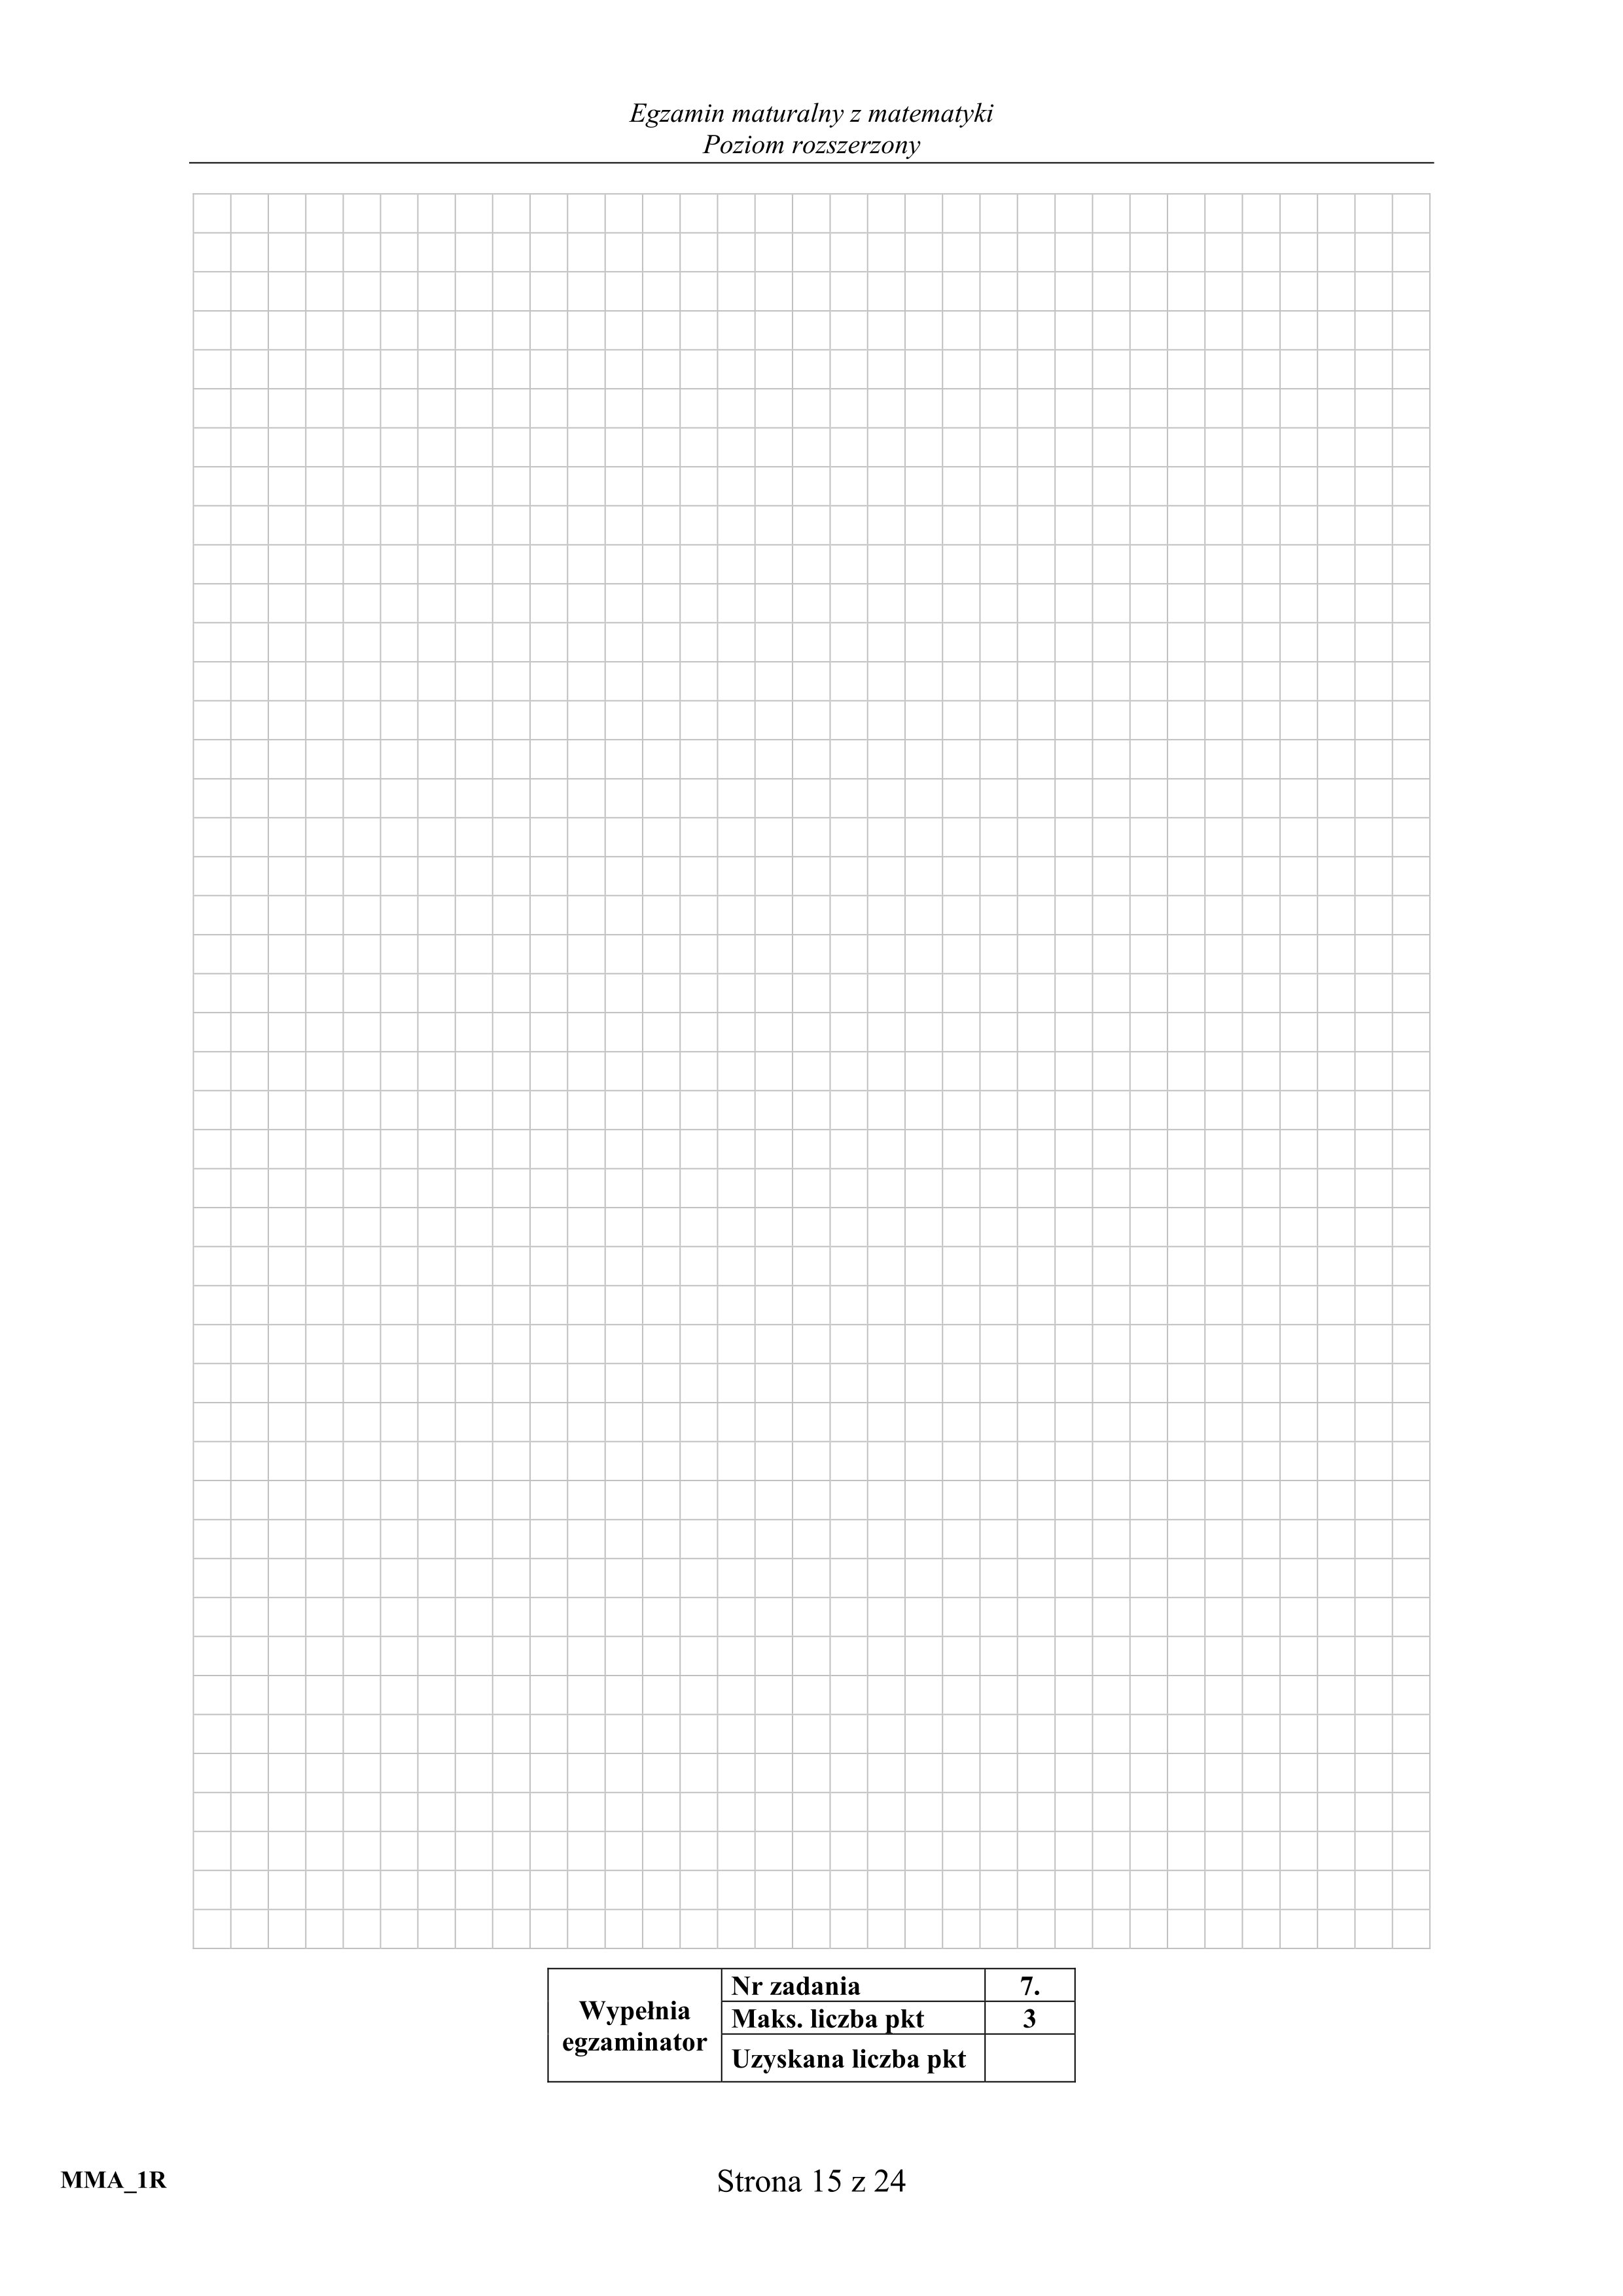 Egzamin maturalny z matematyki
Poziom rozszerzony
Wypełnia
egzaminator
Nr zadania
7.
Maks. liczba pkt
3
Uzyskana liczba pkt
MMA_1R
Strona 15 z 24